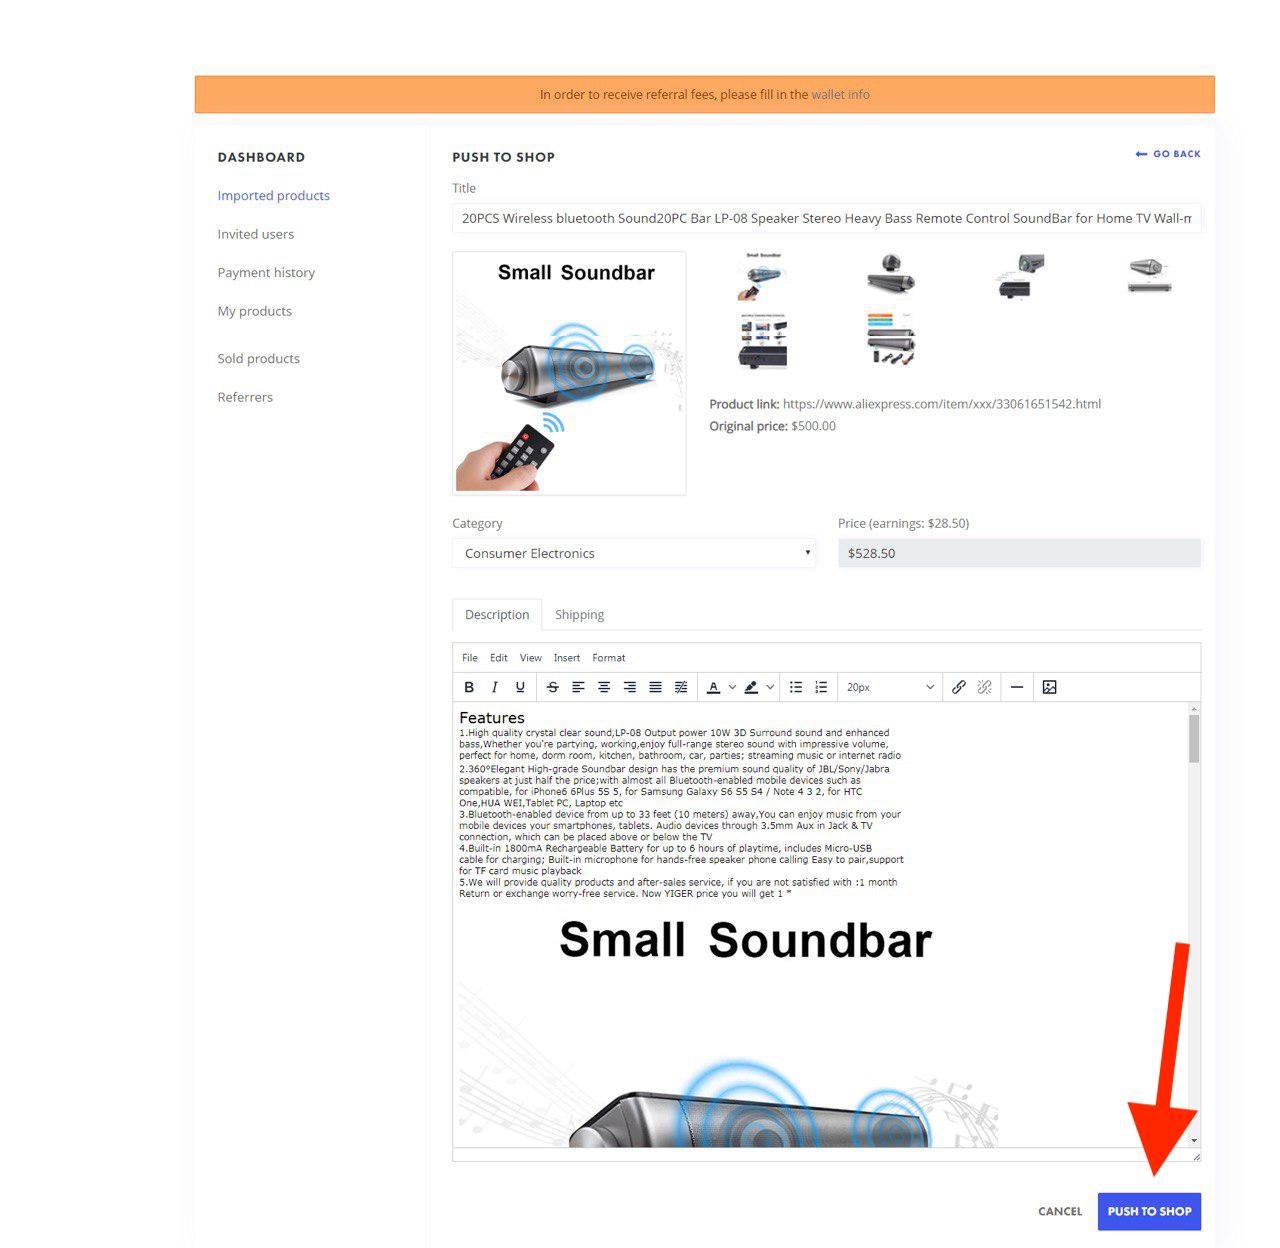 In order to receive referral fees, please fill in the wallet info
DASHBOARD
Imported products
Invited users
Payment history
My products
Sold products
Referrers
PUSH TO SHOP
GO BACK
Title
20PCS Wireless bluetooth Sound20PC Bar LP-08 Speaker Stereo Heavy Bass Remote Control SoundBar for Home TV Wall-m
Small Soundbar
Small Soundbar
Product link: https://www.aliexpress.com/item/xxx/33061651542.html
Original price: $500.00
Category
Price (earnings: $28.50)
Consumer Electronics
$528.50
Description
Shipping
File Edit View Insert Format
B I U S A 20px
Features
1.High quality crystal clear sound,LP-08 Output power 10W 3D Surround sound and enhanced
bass,Whether you're partying, working,enjoy full-range stereo sound with impressive volume,
perfect for home, dorm room, kitchen, bathroom, car, parties; streaming music or internet radio
2.360°Elegant High-grade Soundbar design has the premium sound quality of JBL/Sony/Jabra
speakers at just half the price;with almost all Bluetooth-enabled mobile devices such as
compatible, for iPhone6 6Plus 5S 5, for Samsung Galaxy S6 S5 S4 / Note 4 3 2, for HTC
One,HUA WEI,Tablet PC, Laptop etc
3.Bluetooth-enabled device from up to 33 feet (10 meters) away,You can enjoy music from your
mobile devices your smartphones, tablets. Audio devices through 3.5mm Aux in Jack & TV
connection, which can be placed above or below the TV
4.Built-in 1800mA Rechargeable Battery for up to 6 hours of playtime, includes Micro-USB
cable for charging; Built-in microphone for hands-free speaker phone calling Easy to pair,support
for TF card music playback
5.We will provide quality products and after-sales service, if you are not satisfied with :1 month
Return or exchange worry-free service. Now YIGER price you will get 1 *
Small Soundbar
CANCEL
PUSH TO SHOP